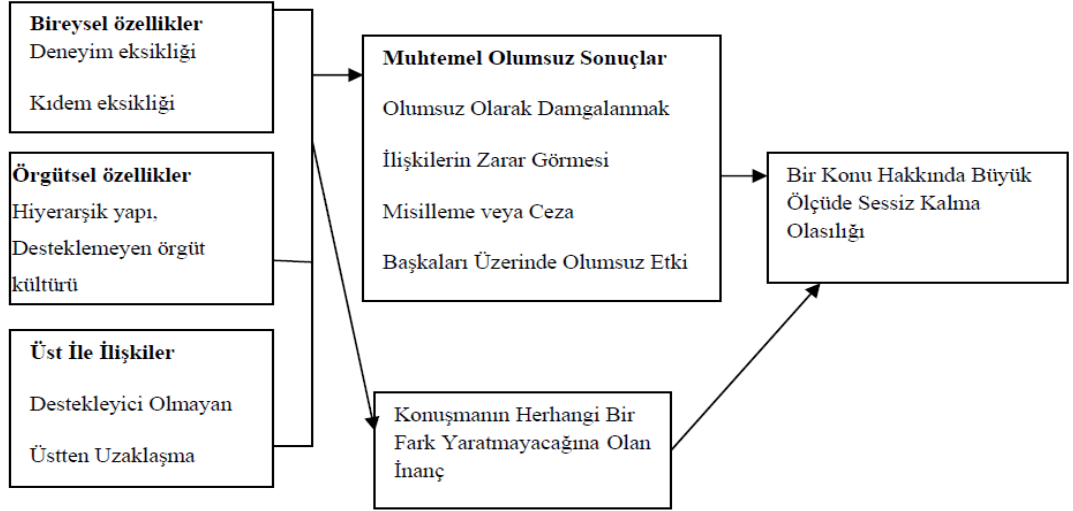 Bireysel özellikler
Deneyim eksikliği
Kıdem eksikliği
Örgütsel özellikler
Hiyerarşik yapı,
Desteklemeyen örgüt
kültürü
Üst İle İlişkiler
Destekleyici Olmayan
Üstten Uzaklaşma
Muhtemel Olumsuz Sonuçlar
Olumsuz Olarak Damgalanmak
İlişkilerin Zarar Görmesi
Misilleme veya Ceza
Başkaları Üzerinde Olumsuz Etki
Konuşmanın Herhangi Bir
Fark Yaratmayacağına Olan
İnanç
Bir Konu Hakkında Büyük
Ölçüde Sessiz Kalma
Olasılığı